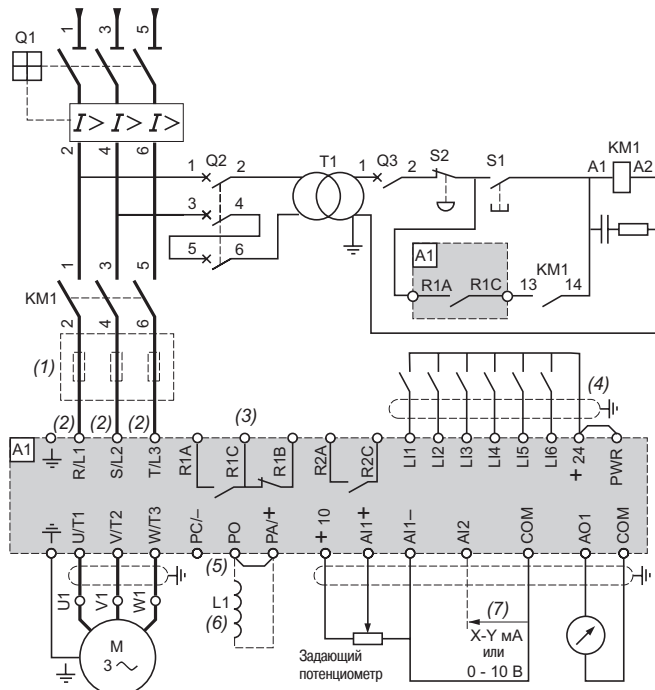 1 3 5
Q1
I> I> I>
2 4 6
1 Q2 2 T1 1 Q3 2 S2 S1 KM1
A1 A2
3 4
5 6
1 3 5
A1
R1A R1C 13 KM1 14
KM1
2 4 6
(1)
(2) (2) (2) (3) (4)
A1
R/L1 S/L2 T/L3 R1A R1C R1B R2A R2C LI1 LI2 LI3 LI4 LI5 LI6 + 24 PWR
U/T1 V/T2 W/T3 PC/– PO PA/+ + 10 AI1+ AI1– AI2 COM AO1 COM
(5)
U1 V1 W1
L1
(6)
(7)
X-Y мА
или
0 - 10 В
M
3 ~
Задающий
потенциометр